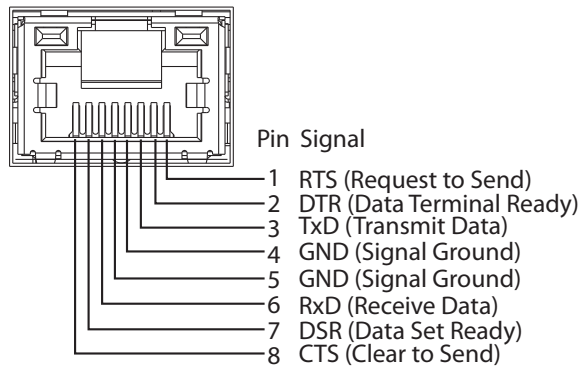 Pin Signal
1 RTS (Request to Send)
2 DTR (Data Terminal Ready)
3 TxD (Transmit Data)
4 GND (Signal Ground)
5 GND (Signal Ground)
6 RxD (Receive Data)
7 DSR (Data Set Ready)
8 CTS (Clear to Send)